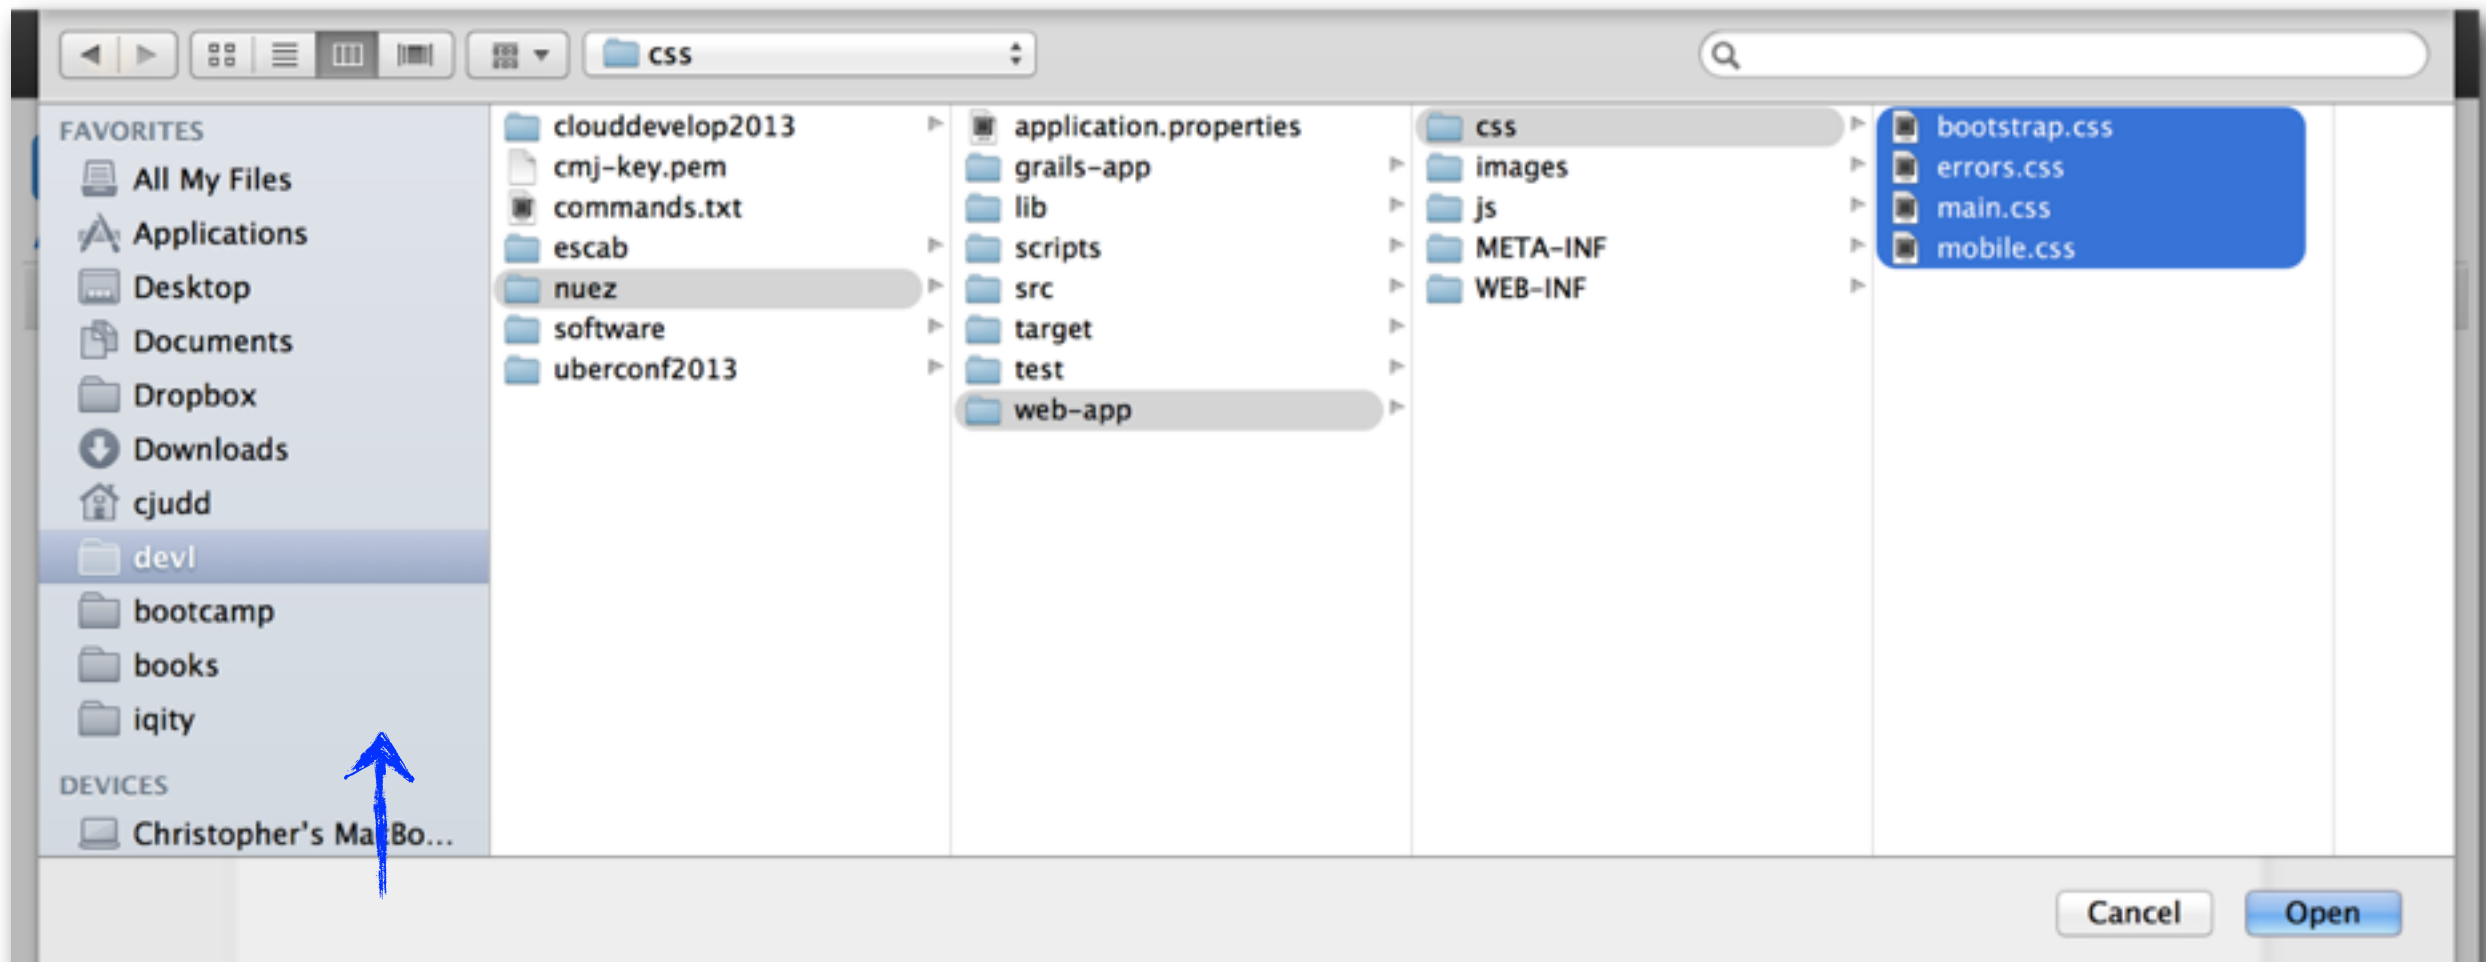 css
FAVORITES
All My Files
Applications
Desktop
Documents
Dropbox
Downloads
cjudd
devl
bootcamp
books
iqity
DEVICES
Christopher's MacBo...
clouddevelop2013
cmj-key.pem
commands.txt
escab
nuez
software
uberconf2013
application.properties
grails-app
lib
scripts
src
target
test
web-app
css
images
js
META-INF
WEB-INF
bootstrap.css
errors.css
main.css
mobile.css
Cancel
Open